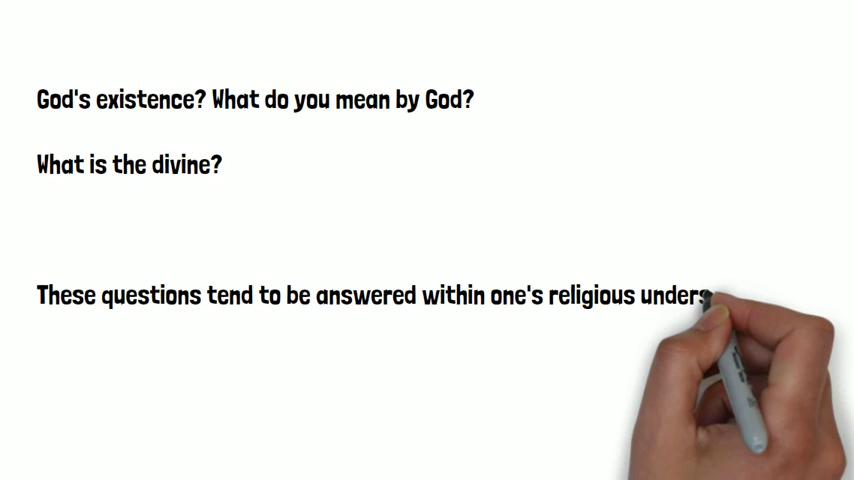 God's existence? What do you mean by God?
What is the divine?
These questions tend to be answered within one's religious unders